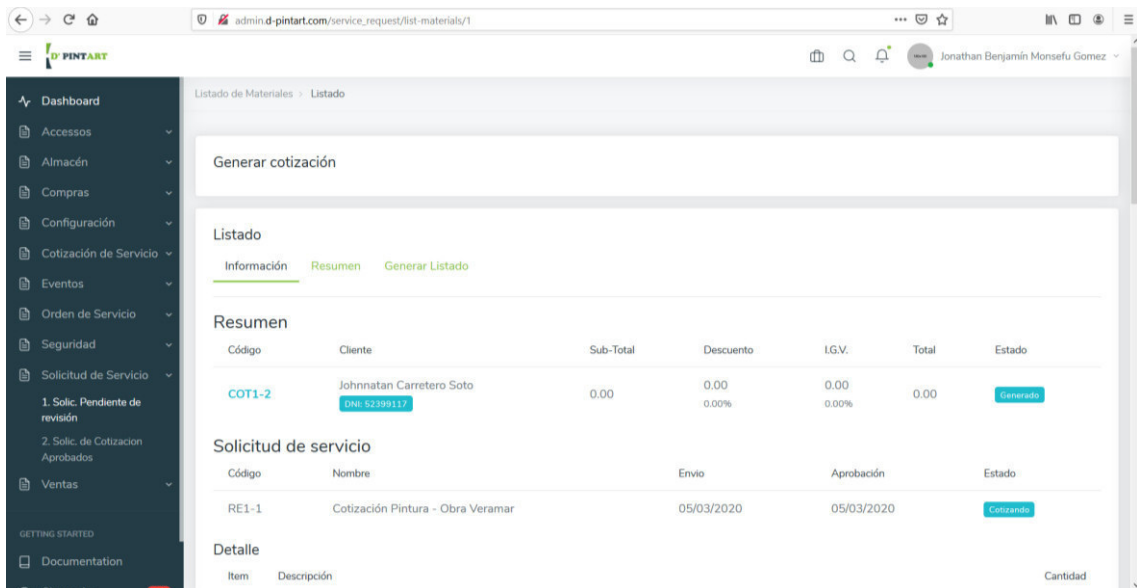 admin.d-pintart.com/service_request/list-materials/1
D' PINTART
Jonathan Benjamín Monsefu Gomez
Dashboard
Accessos
Almacén
Compras
Configuración
Cotización de Servicio
Eventos
Orden de Servicio
Seguridad
Solicitud de Servicio
1. Solic. Pendiente de
revisión
2. Solic. de Cotizacion
Aprobados
Ventas
GETTING STARTED
Documentation
Listado de Materiales > Listado
Generar cotización
Listado
Información Resumen Generar Listado
Resumen
Código Cliente Sub-Total Descuento I.G.V. Total Estado
COT1-2 Johnnatan Carretero Soto 0.00 0.00 0.00 0.00 Generado
DNI: 52399117 0.00% 0.00%
Solicitud de servicio
Código Nombre Envio Aprobación Estado
RE1-1 Cotización Pintura - Obra Veramar 05/03/2020 05/03/2020 Cotizando
Detalle
Item Descripción Cantidad